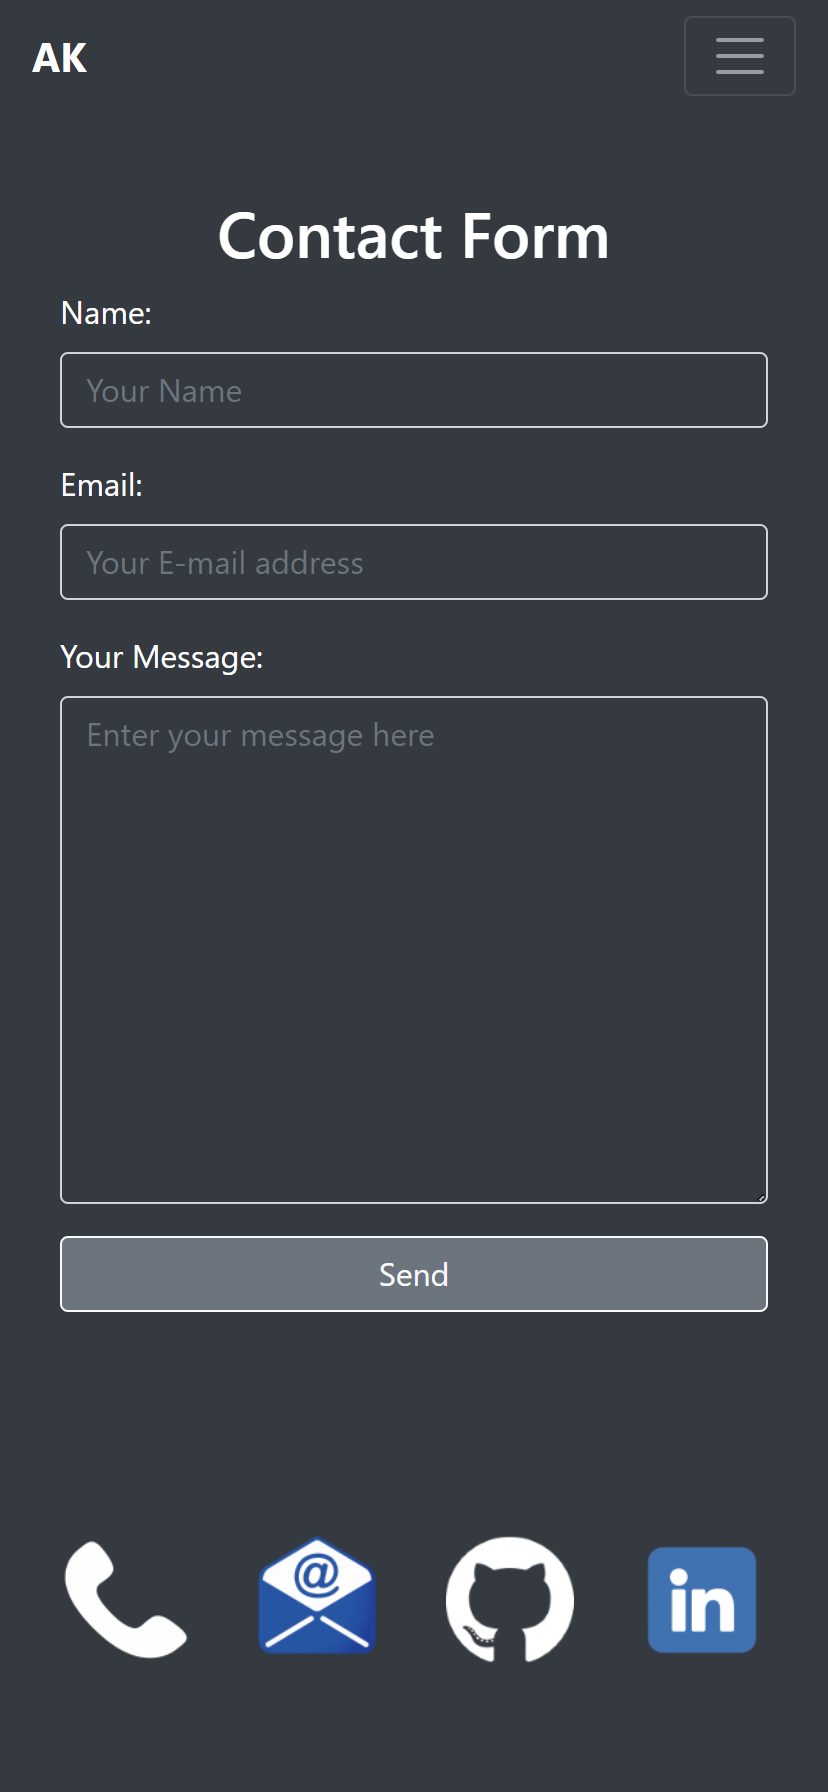 AK
Contact Form
Name:
Your Name
Email:
Your E-mail address
Your Message:
Enter your message here
Send
@
in